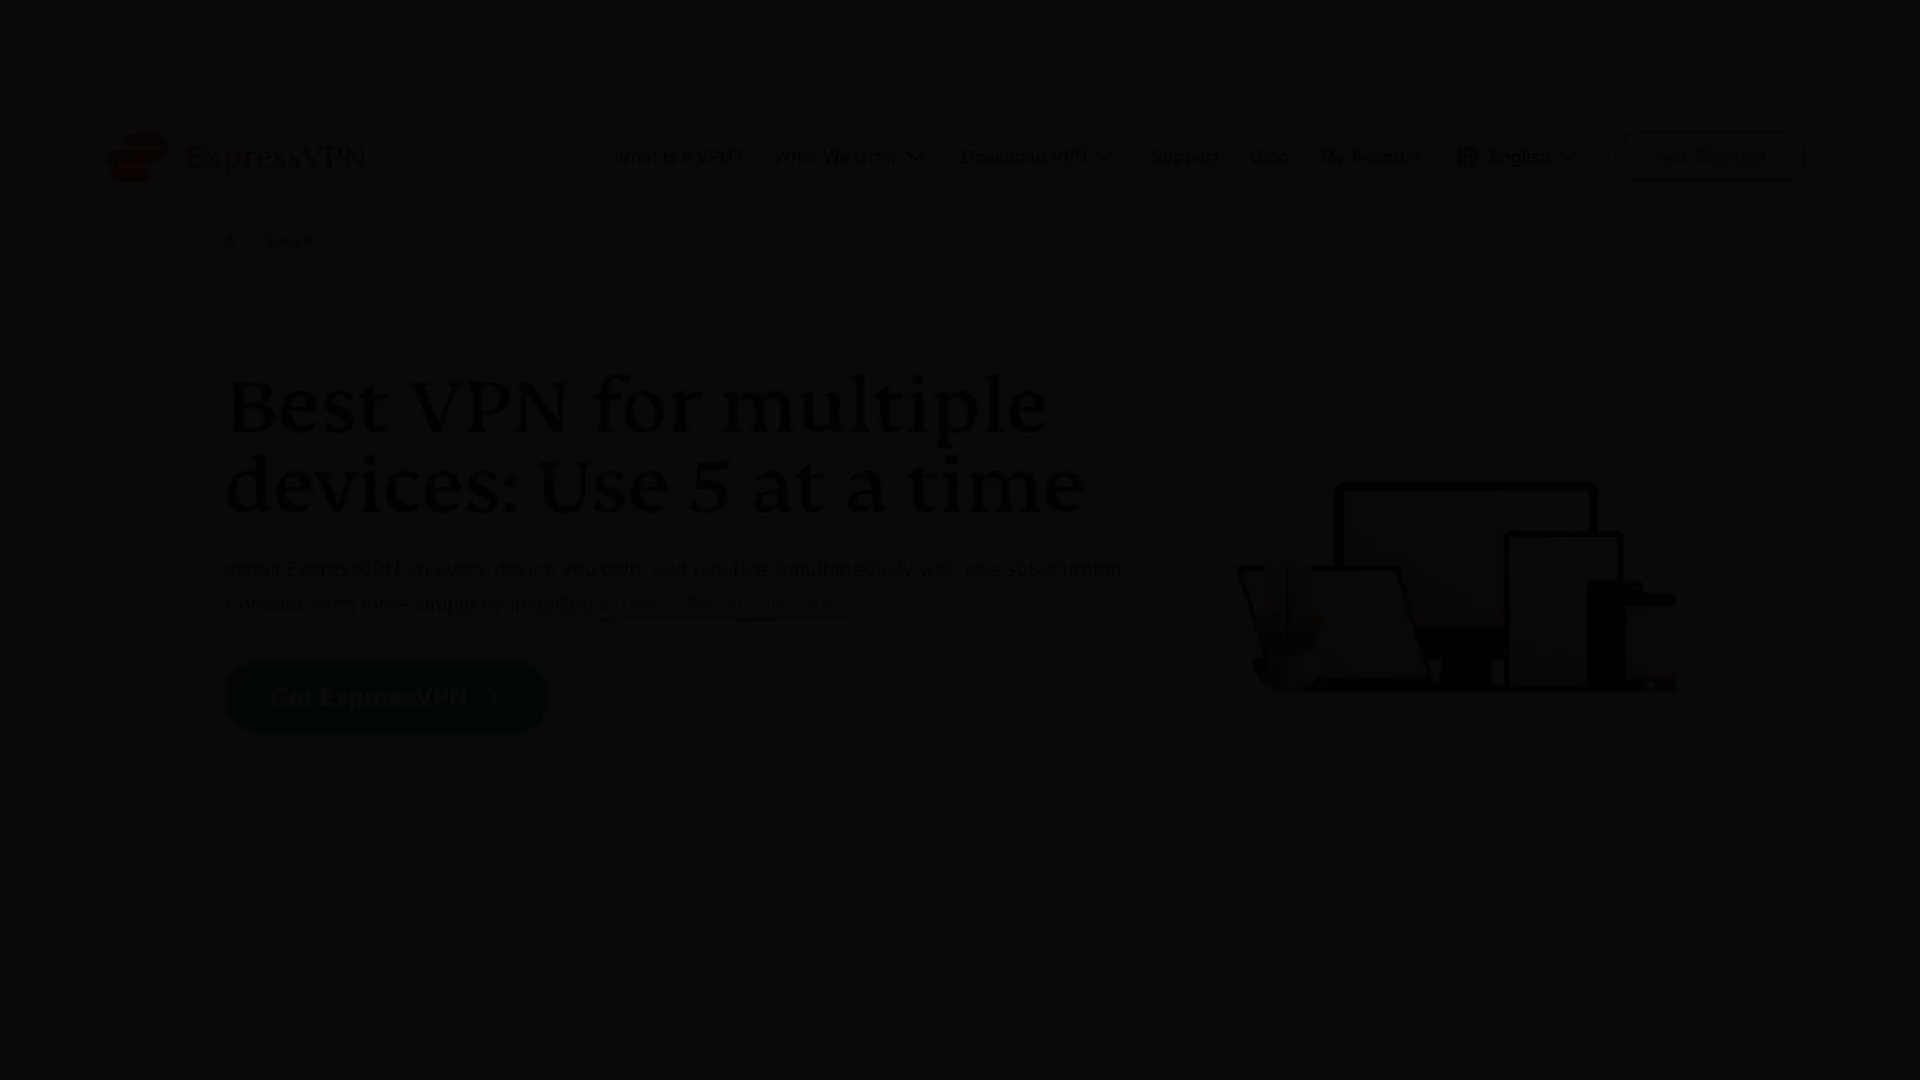 ExpressVPN
What is a VPN? What We Offer Download VPN Support Blog My Account English Get Started
Support
Best VPN for multiple
devices: Use 5 at a time
Install ExpressVPN on every device you own, and use five simultaneously with one subscription.
Connect even more simply by installing ExpressVPN on your router.
Get ExpressVPN →